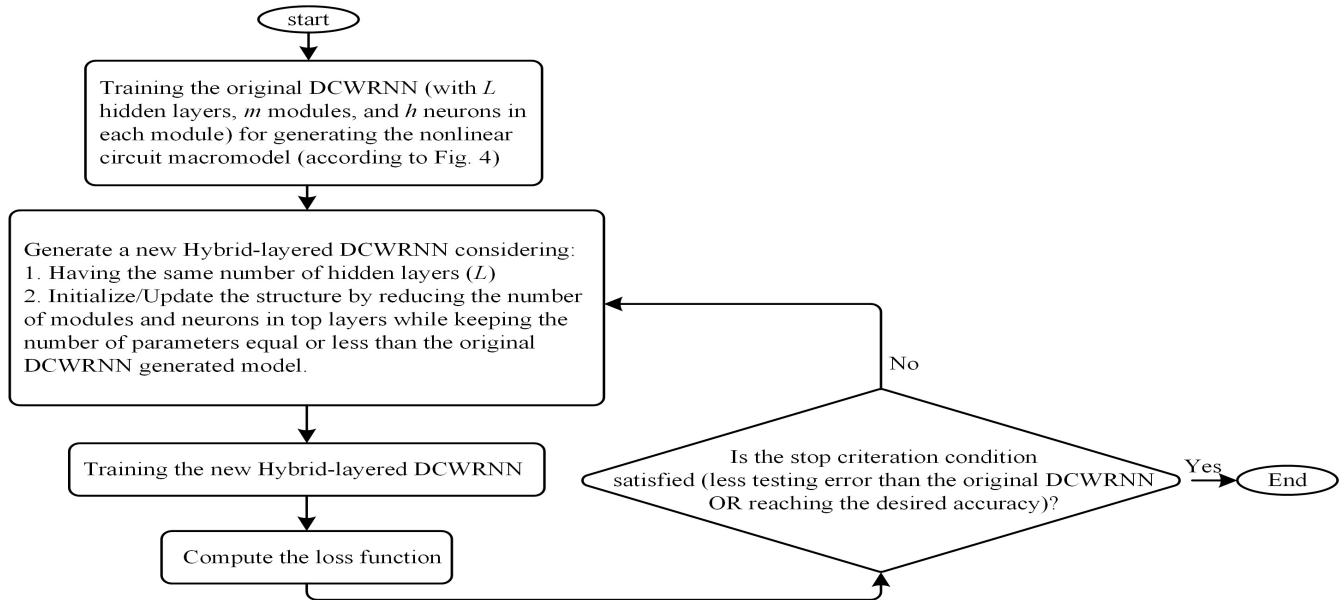 start
Training the original DCWRNN (with L
hidden layers, m modules, and h neurons in
each module) for generating the nonlinear
circuit macromodel (according to Fig. 4)
Generate a new Hybrid-layered DCWRNN considering:
1. Having the same number of hidden layers (L)
2. Initialize/Update the structure by reducing the number
of modules and neurons in top layers while keeping the
number of parameters equal or less than the original
DCWRNN generated model.
Training the new Hybrid-layered DCWRNN
Compute the loss function
Is the stop criteration condition
satisfied (less testing error than the original DCWRNN
OR reaching the desired accuracy)?
No
Yes
End